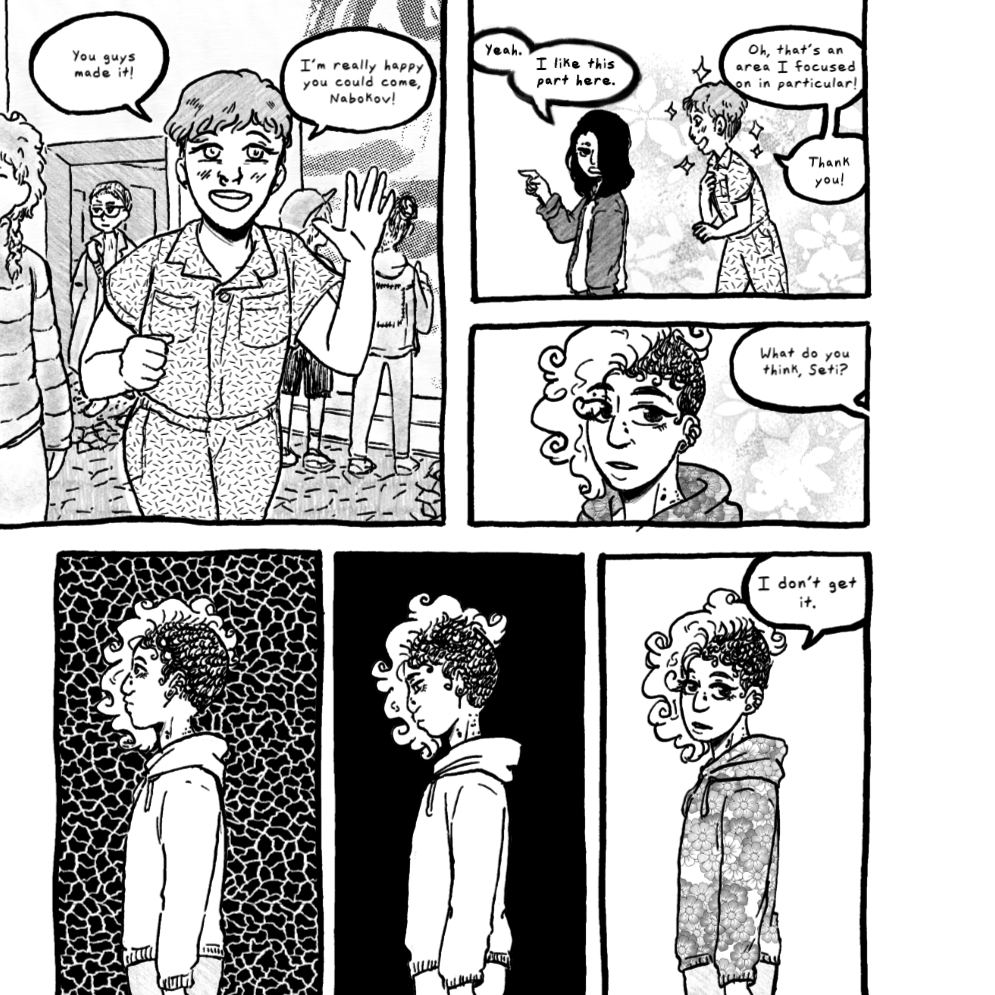 You guys
made it!
I'm really happy
you could come,
Nabokov!
Yeah.
I like this
part here.
Oh, that's an
area I focused
on in particular!
Thank
you!
What do you
think, Seti?
I don't get
it.